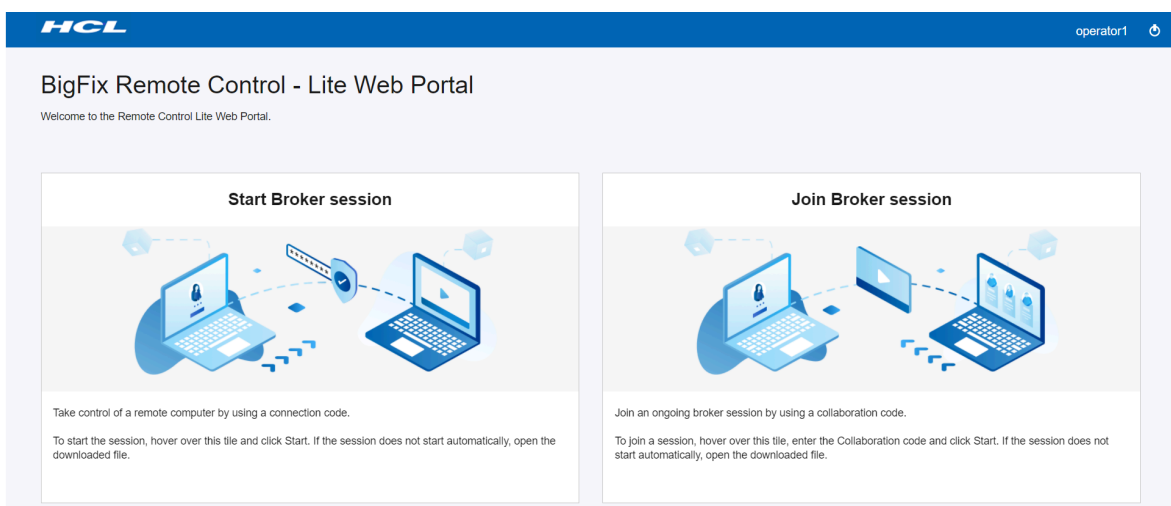 HCL
operator1
BigFix Remote Control - Lite Web Portal
Welcome to the Remote Control Lite Web Portal.
Start Broker session
Take control of a remote computer by using a connection code.
To start the session, hover over this tile and click Start. If the session does not start automatically, open the
downloaded file.
Join Broker session
Join an ongoing broker session by using a collaboration code.
To join a session, hover over this tile, enter the Collaboration code and click Start. If the session does not
start automatically, open the downloaded file.